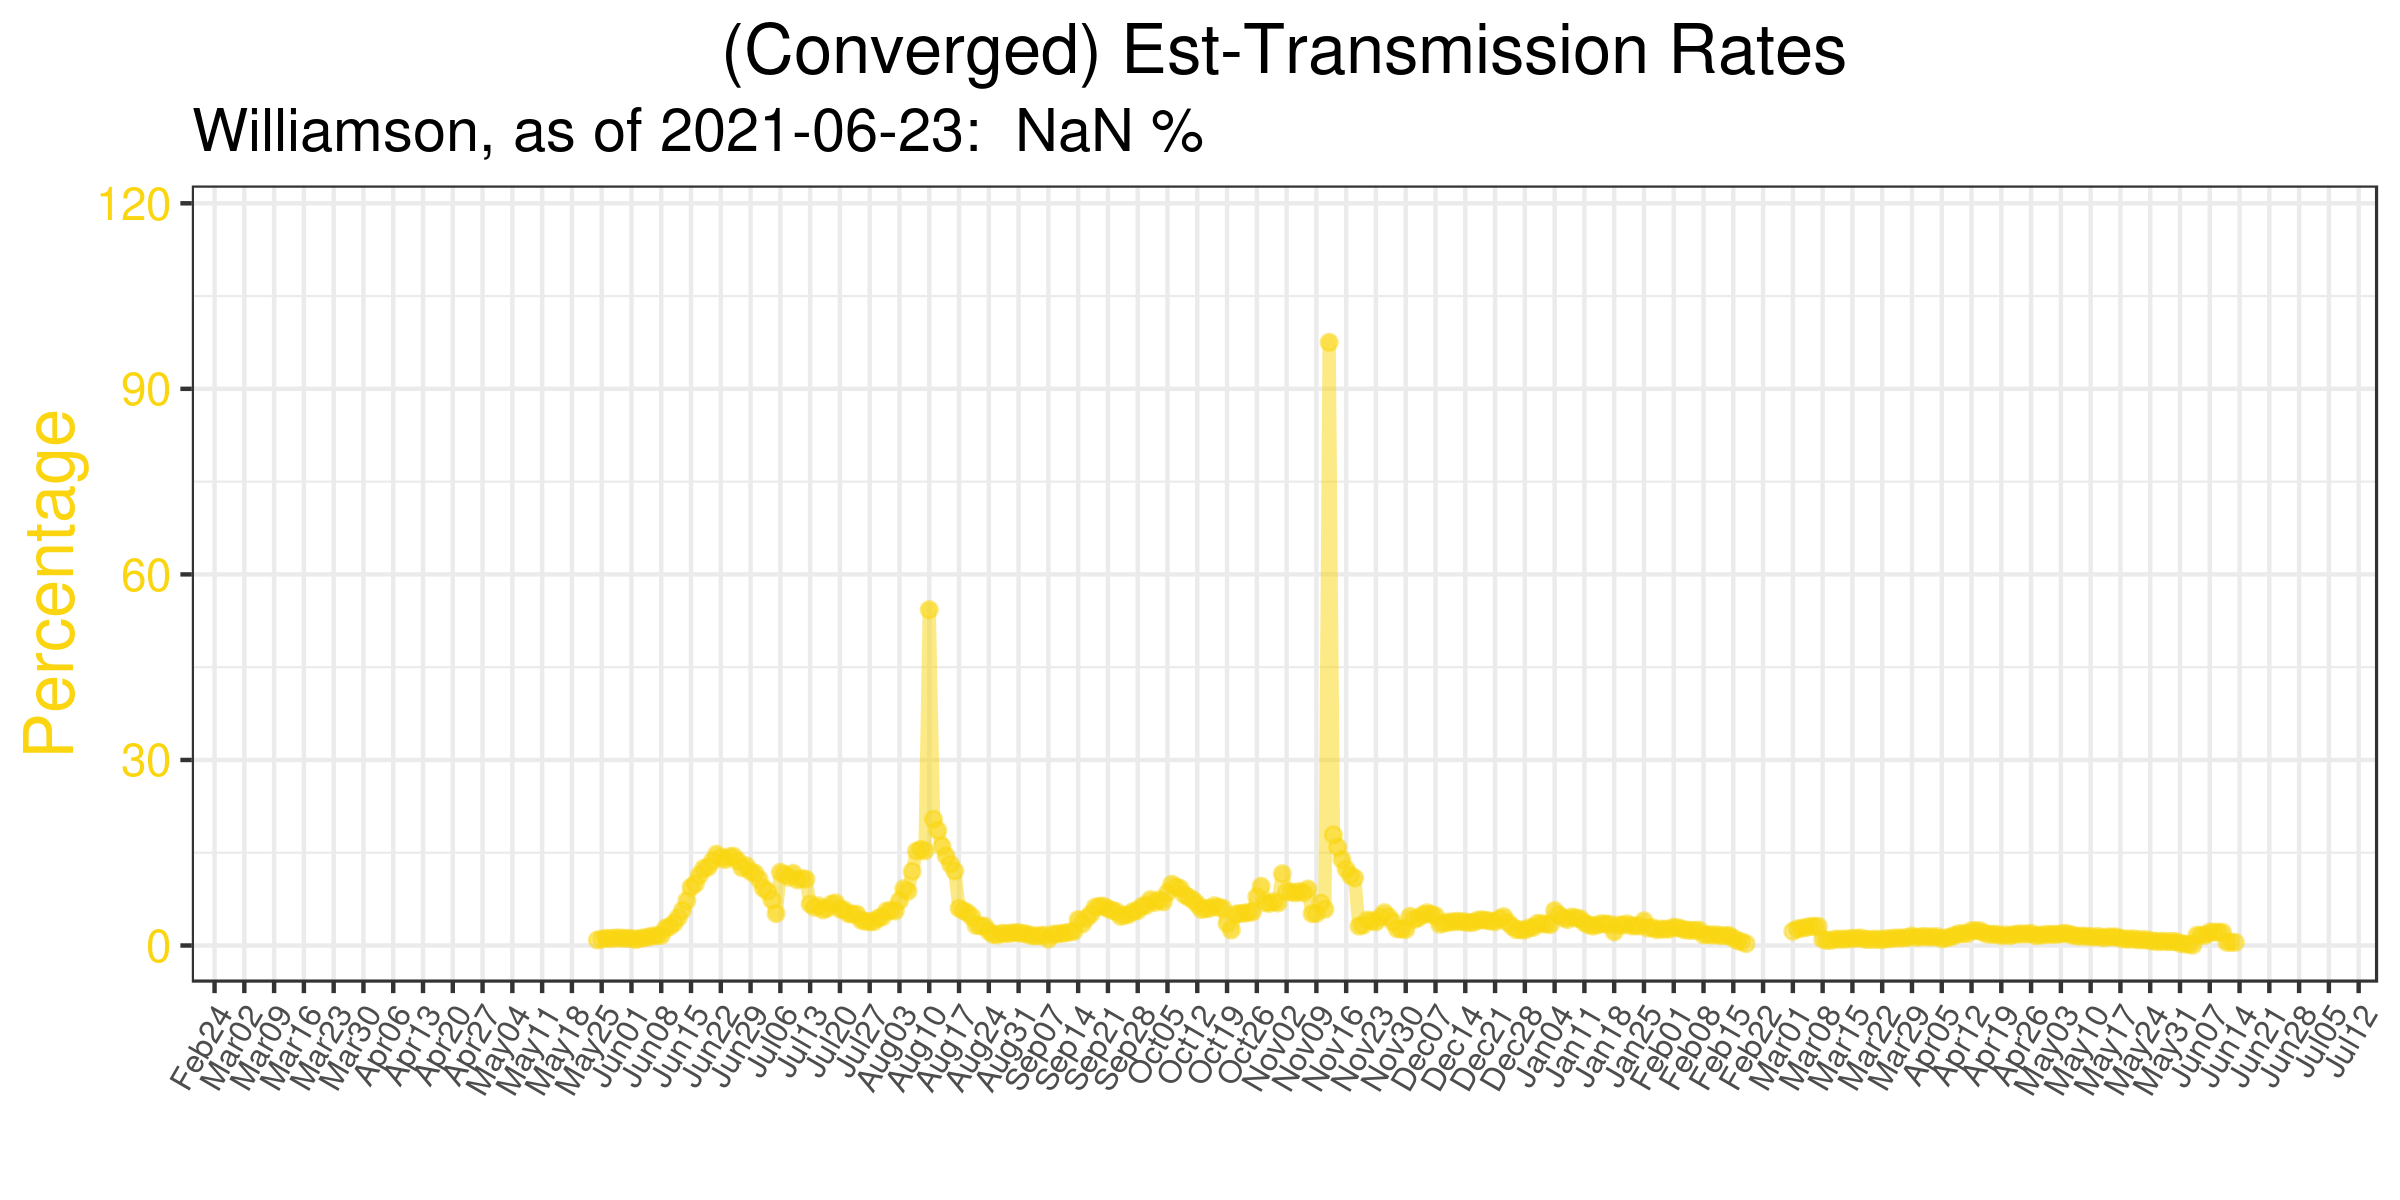 (Converged) Est-Transmission Rates
Williamson, as of 2021-06-23:  NaN %
Percentage
120
90
60
30
0
Feb24
Mar02
Mar09
Mar16
Mar23
Mar30
Apr06
Apr13
Apr20
Apr27
May04
May11
May18
May25
Jun01
Jun08
Jun15
Jun22
Jun29
Jul06
Jul13
Jul20
Jul27
Aug03
Aug10
Aug17
Aug24
Aug31
Sep07
Sep14
Sep21
Sep28
Oct05
Oct12
Oct19
Oct26
Nov02
Nov09
Nov16
Nov23
Nov30
Dec07
Dec14
Dec21
Dec28
Jan04
Jan11
Jan18
Jan25
Feb01
Feb08
Feb15
Feb22
Mar01
Mar08
Mar15
Mar22
Mar29
Apr05
Apr12
Apr19
Apr26
May03
May10
May17
May24
May31
Jun07
Jun14
Jun21
Jun28
Jul05
Jul12